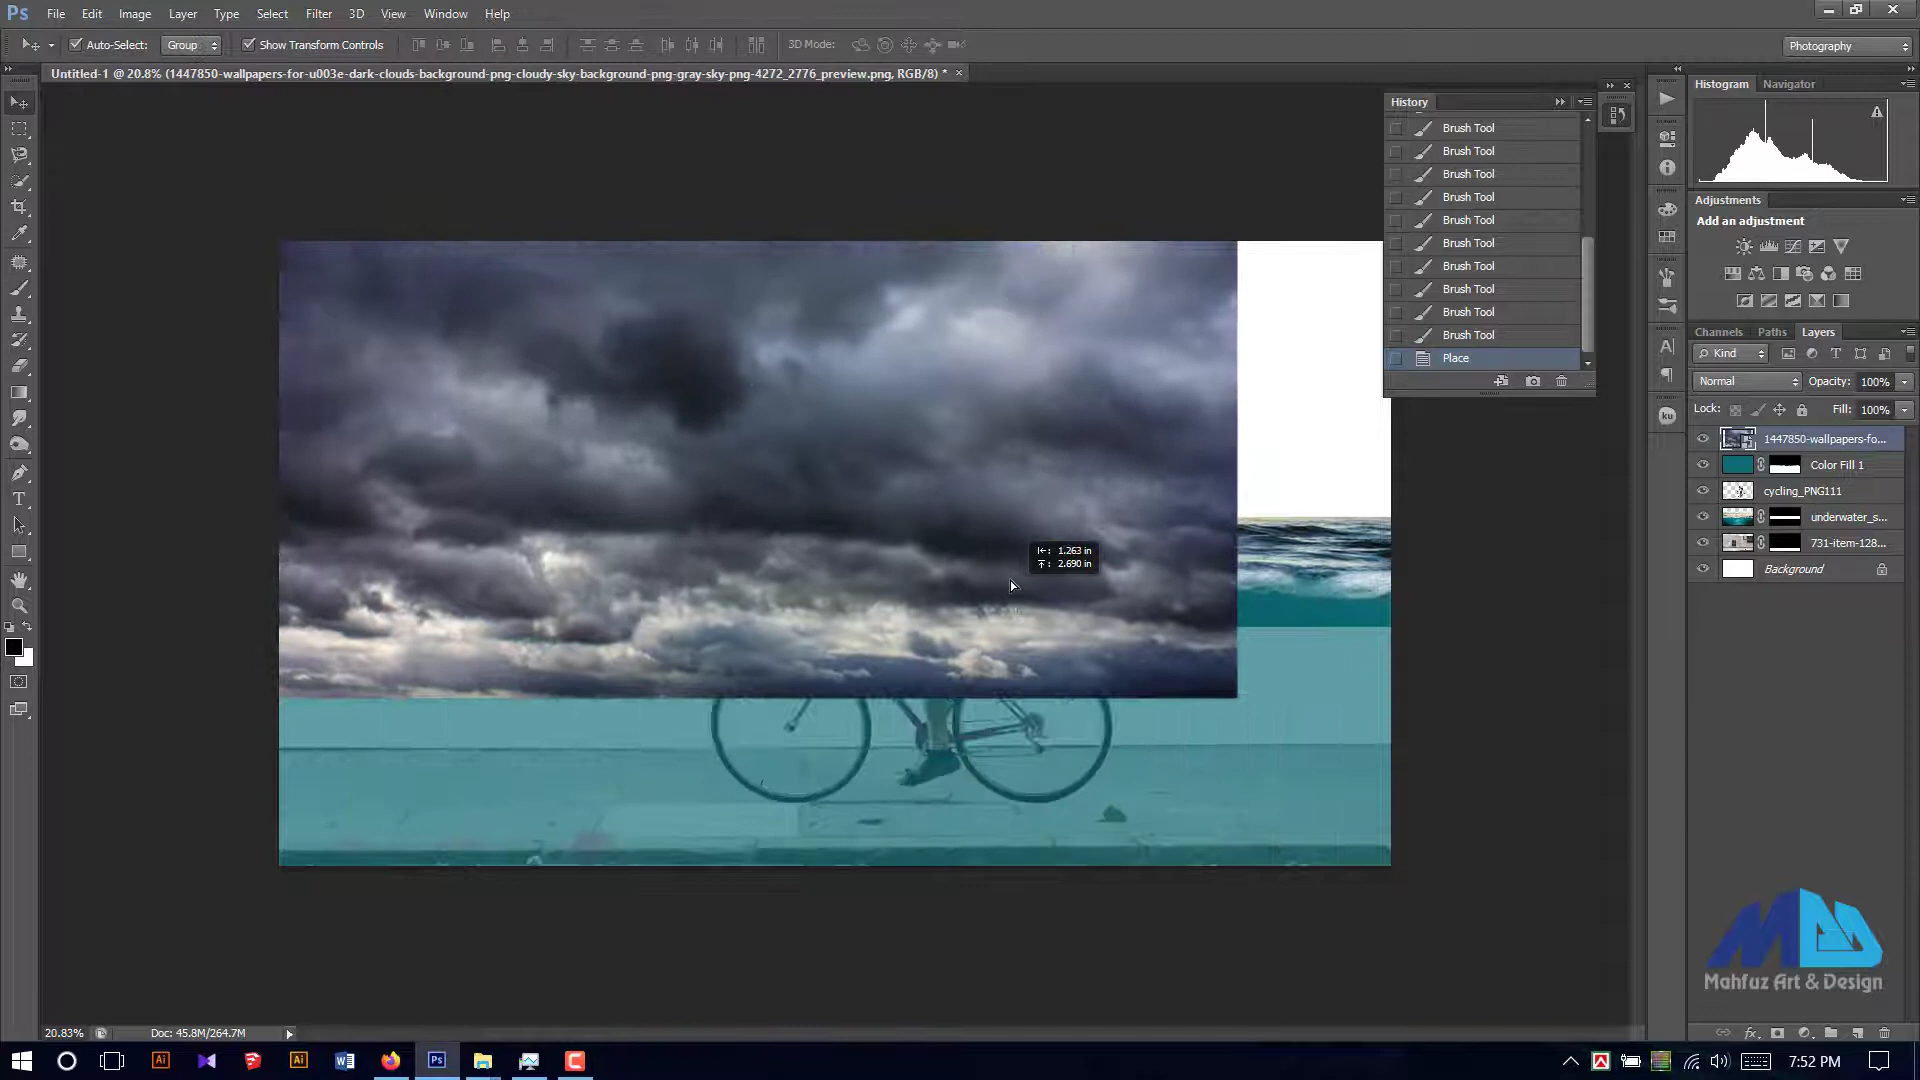 Ps File Edit Image Layer Type Select Filter 3D View Window Help
Auto-Select: Group Show Transform Controls 3D Mode: Photography
Untitled-1 @ 20.8% (1447850-wallpapers-for-u003e-dark-clouds-background-png-cloudy-sky-background-png-gray-sky-png-4272_2776_preview.png, RGB/8) * ×
Histogram Navigator
History
Brush Tool
Brush Tool
Brush Tool
Brush Tool
Brush Tool
Brush Tool
Brush Tool
Brush Tool
Brush Tool
Brush Tool
Place
Adjustments
Add an adjustment
Channels Paths Layers
Kind
Normal Opacity: 100%
Lock: Fill: 100%
1447850-wallpapers-fo...
Color Fill 1
cycling_PNG111
underwater_s...
731-item-128...
Background
1.263 in
2.690 in
Mahfuz Art & Design
20.83% Doc: 45.8M/264.7M
7:52 PM